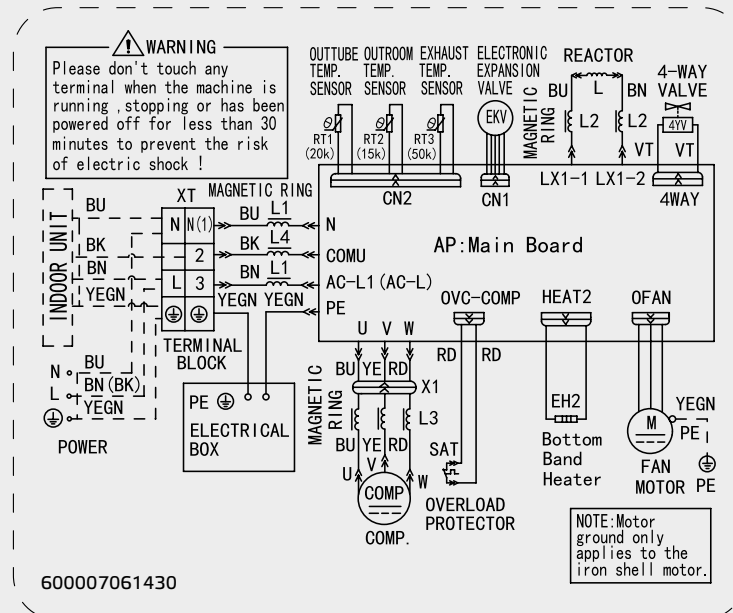 WARNING
Please don't touch any
terminal when the machine is
running ,stopping or has been
powered off for less than 30
minutes to prevent the risk
of electric shock !
OUTTUBE OUTROOM EXHAUST ELECTRONIC
TEMP. TEMP. TEMP. EXPANSION
SENSOR SENSOR SENSOR VALVE
REACTOR
4-WAY
VALVE
BU L BN
MAGNETIC RING
EKV
L2 L2
4YV
RT1 RT2 RT3
(20k) (15k) (50k)
VT VT VT
CN2 CN1 LX1-1 LX1-2 4WAY
INDOOR UNIT
XT
MAGNETIC RING
BU
N N(1) BU L1 N
BK
2 BK L4 COMU
BN
L 3 BN L1 AC-L1(AC-L)
YEGN
YEGN YEGN PE
AP:Main Board
TERMINAL
BLOCK
N BU
L BN(BK)
YEGN
POWER
PE
ELECTRICAL
BOX
OVC-COMP HEAT2 OFAN
U V W
BU YE RD
RD RD
MAGNETIC RING
X1
L3
BU YE RD
U V W
COMP
COMP.
SAT
OVERLOAD
PROTECTOR
EH2
Bottom
Band
Heater
M
YEGN
PE
FAN
MOTOR
PE
NOTE:Motor
ground only
applies to the
iron shell motor.
600007061430